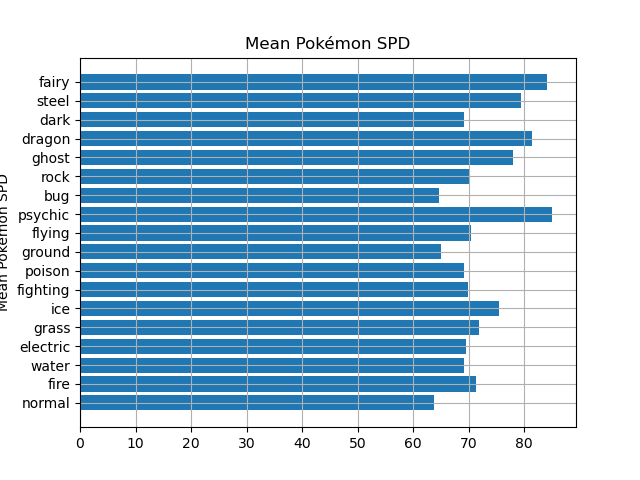 Mean Pokémon SPD
Mean Pokémon SPD
fairy
steel
dark
dragon
ghost
rock
bug
psychic
flying
ground
poison
fighting
ice
grass
electric
water
fire
normal
0 10 20 30 40 50 60 70 80